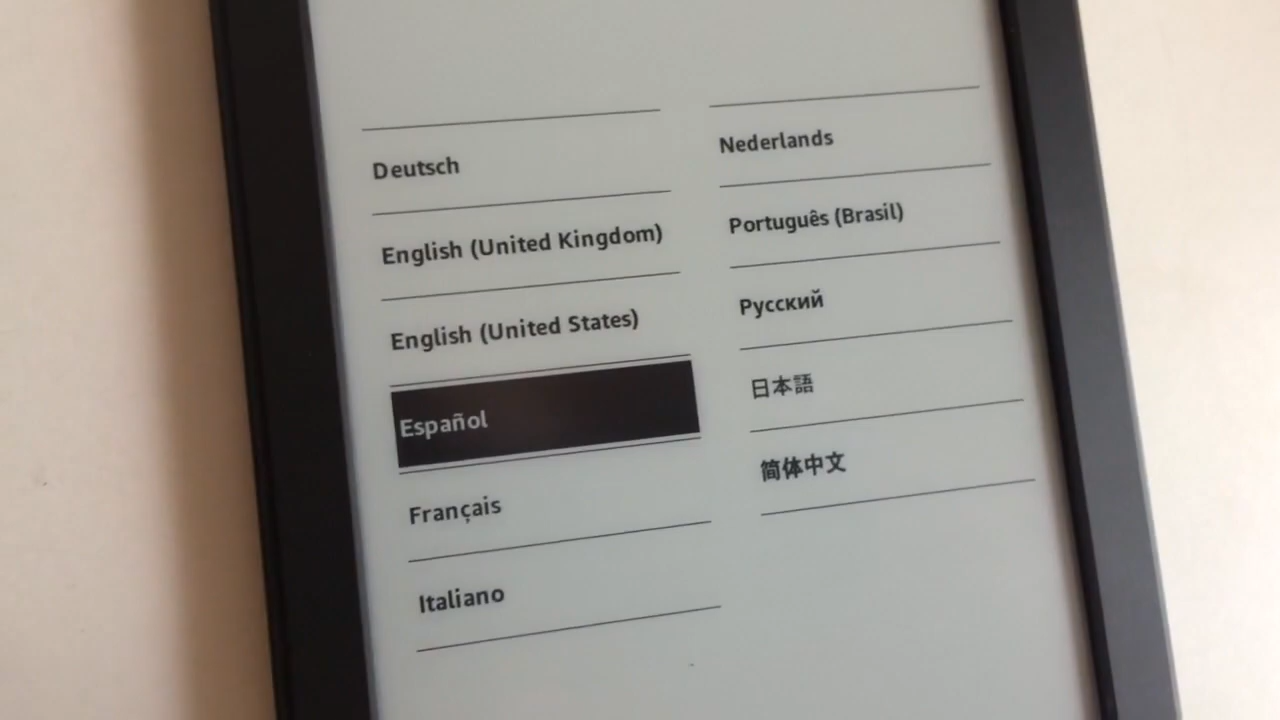 Deutsch
English (United Kingdom)
English (United States)
Español
Français
Italiano
Nederlands
Português (Brasil)
Русский
日本語
简体中文